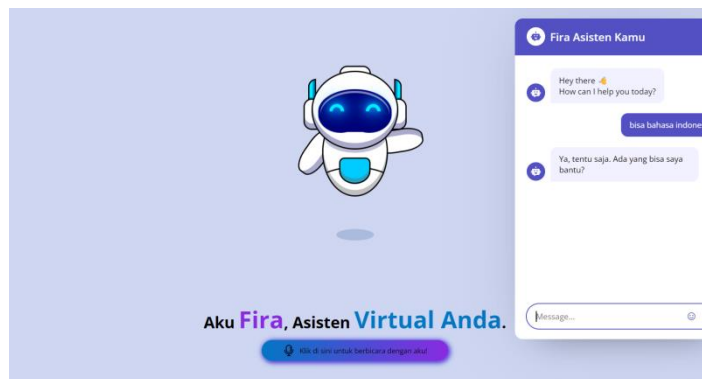 Fira Asisten Kamu
Hey there
How can I help you today?
bisa bahasa indone
Ya, tentu saja. Ada yang bisa saya
bantu?
Message...
Aku Fira, Asisten Virtual Anda.
Klik di sini untuk berbicara dengan aku!